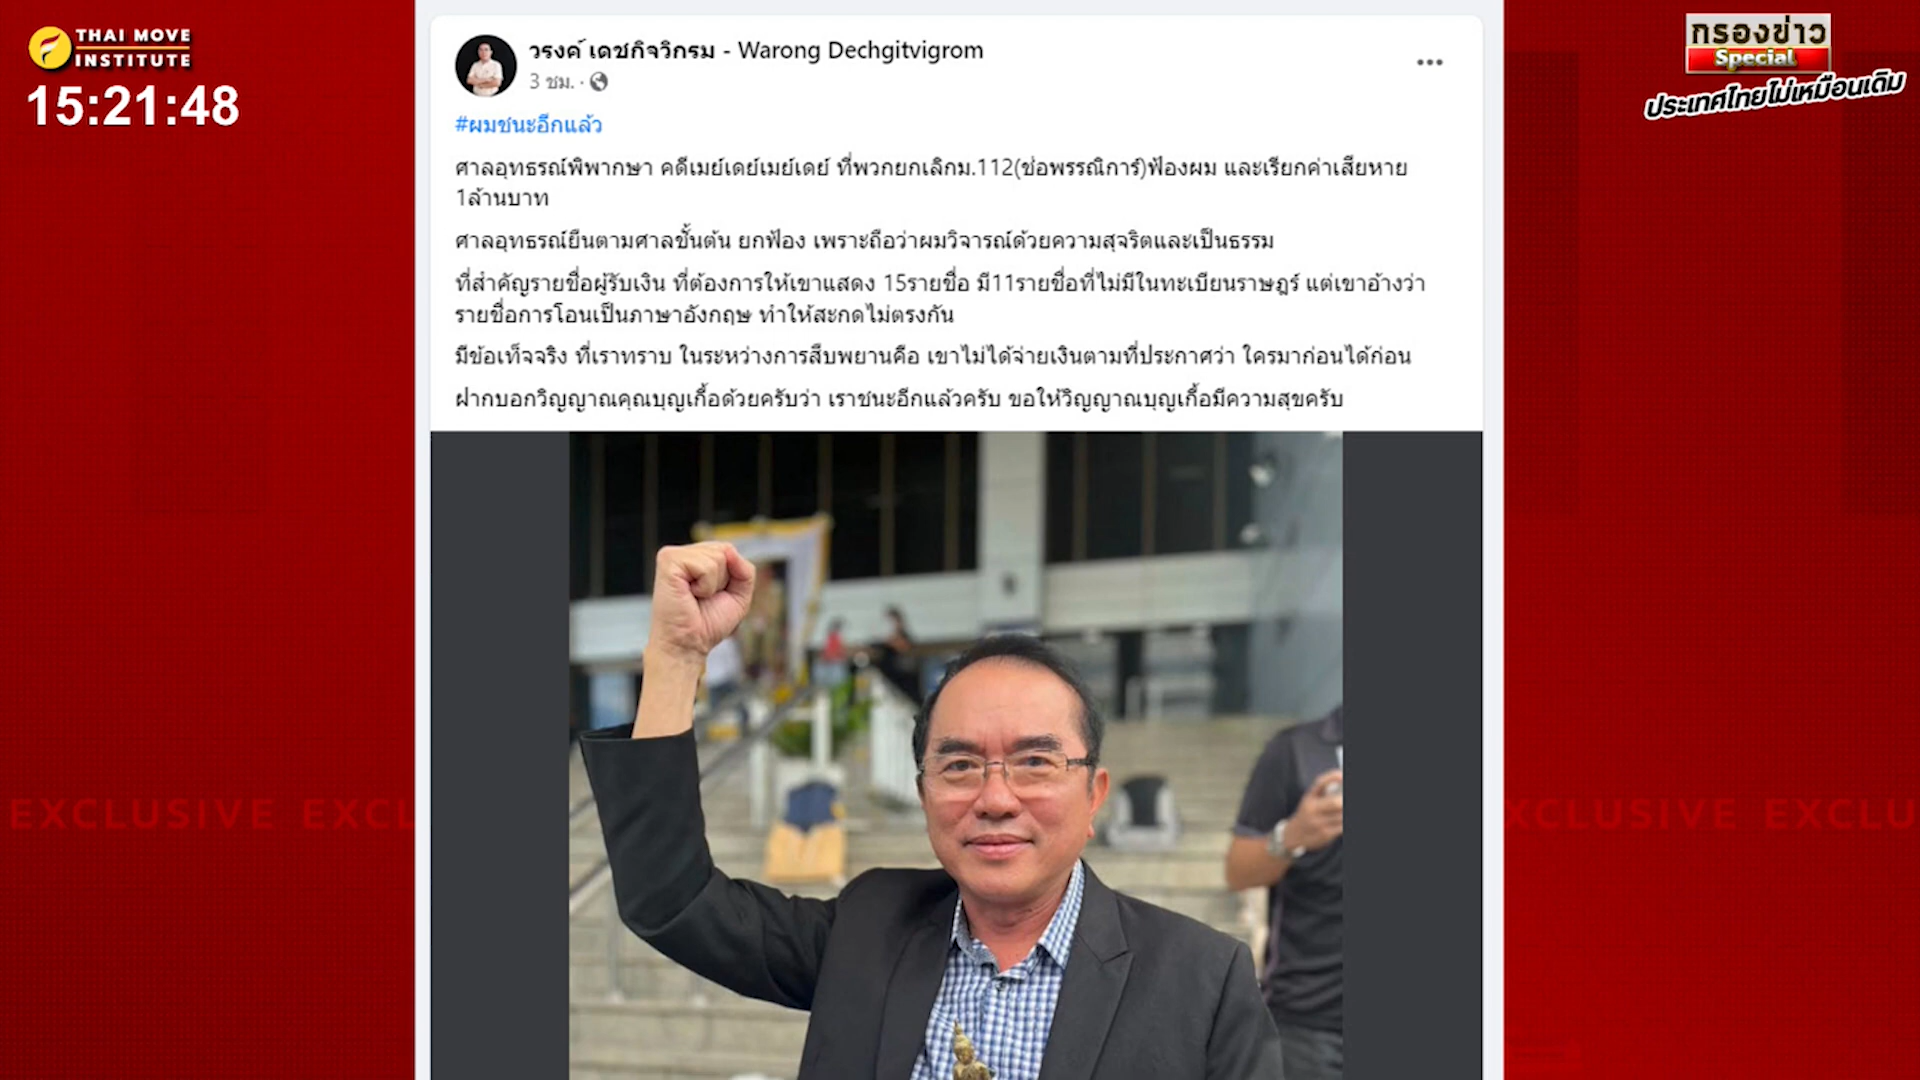 THAI MOVE
INSTITUTE
15:21:48
กรองข่าว
Special
ประเทศไทยไม่เหมือนเดิม
วรงค์ เดชกิจวิกรม - Warong Dechgitvigrom
3 ชม. ·
#ผมชนะอีกแล้ว
ศาลอุทธรณ์พิพากษา คดีเมย์เดย์เมย์เดย์ ที่พวกยกเลิกม.112(ช่อพรรณิการ์)ฟ้องผม และเรียกค่าเสียหาย
1ล้านบาท
ศาลอุทธรณ์ยืนตามศาลชั้นต้น ยกฟ้อง เพราะถือว่าผมวิจารณ์ด้วยความสุจริตและเป็นธรรม
ที่สำคัญรายชื่อผู้รับเงิน ที่ต้องการให้เขาแสดง 15รายชื่อ มี11รายชื่อที่ไม่มีในทะเบียนราษฎร์ แต่เขาอ้างว่า
รายชื่อการโอนเป็นภาษาอังกฤษ ทำให้สะกดไม่ตรงกัน
มีข้อเท็จจริง ที่เราทราบ ในระหว่างการสืบพยานคือ เขาไม่ได้จ่ายเงินตามที่ประกาศว่า ใครมาก่อนได้ก่อน
ฝากบอกวิญญาณคุณบุญเกื้อด้วยครับว่า เราชนะอีกแล้วครับ ขอให้วิญญาณบุญเกื้อมีความสุขครับ
EXCLUSIVE EXCL
XCLUSIVE EXCLU